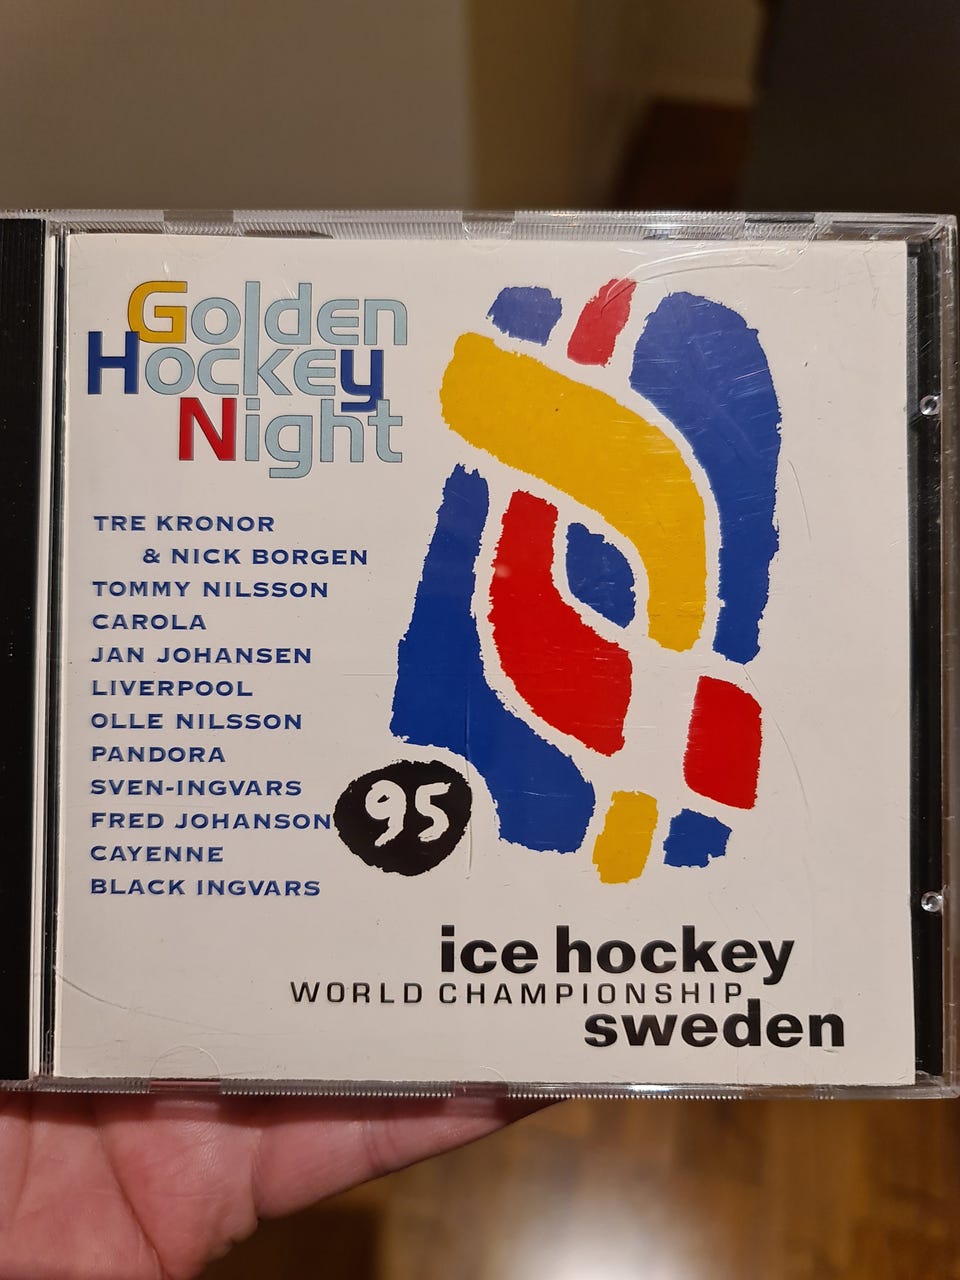 Golden
Hockey
Night
TRE KRONOR
& NICK BORGEN
TOMMY NILSSON
CAROLA
JAN JOHANSEN
LIVERPOOL
OLLE NILSSON
PANDORA
SVEN-INGVARS
FRED JOHANSON
CAYENNE
BLACK INGVARS
95
ice hockey
WORLD CHAMPIONSHIP
sweden